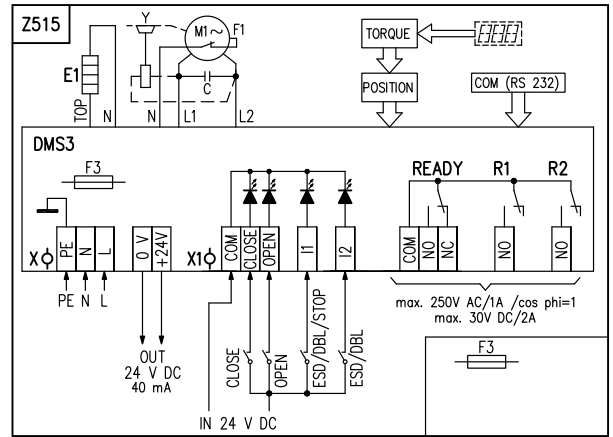 Z515
Y
M1~
F1
TORQUE
E1
C
POSITION
COM (RS 232)
TOP
N
N
L1
L2
DMS3
F3
READY
R1
R2
X
PE
N
L
0 V
+24V
X1
COM
CLOSE
OPEN
I1
I2
COM
NO
NC
NO
NO
PE N L
max. 250V AC/1A /cos phi=1
max. 30V DC/2A
OUT
24 V DC
40 mA
CLOSE
OPEN
ESD/DBL/STOP
ESD/DBL
F3
IN 24 V DC